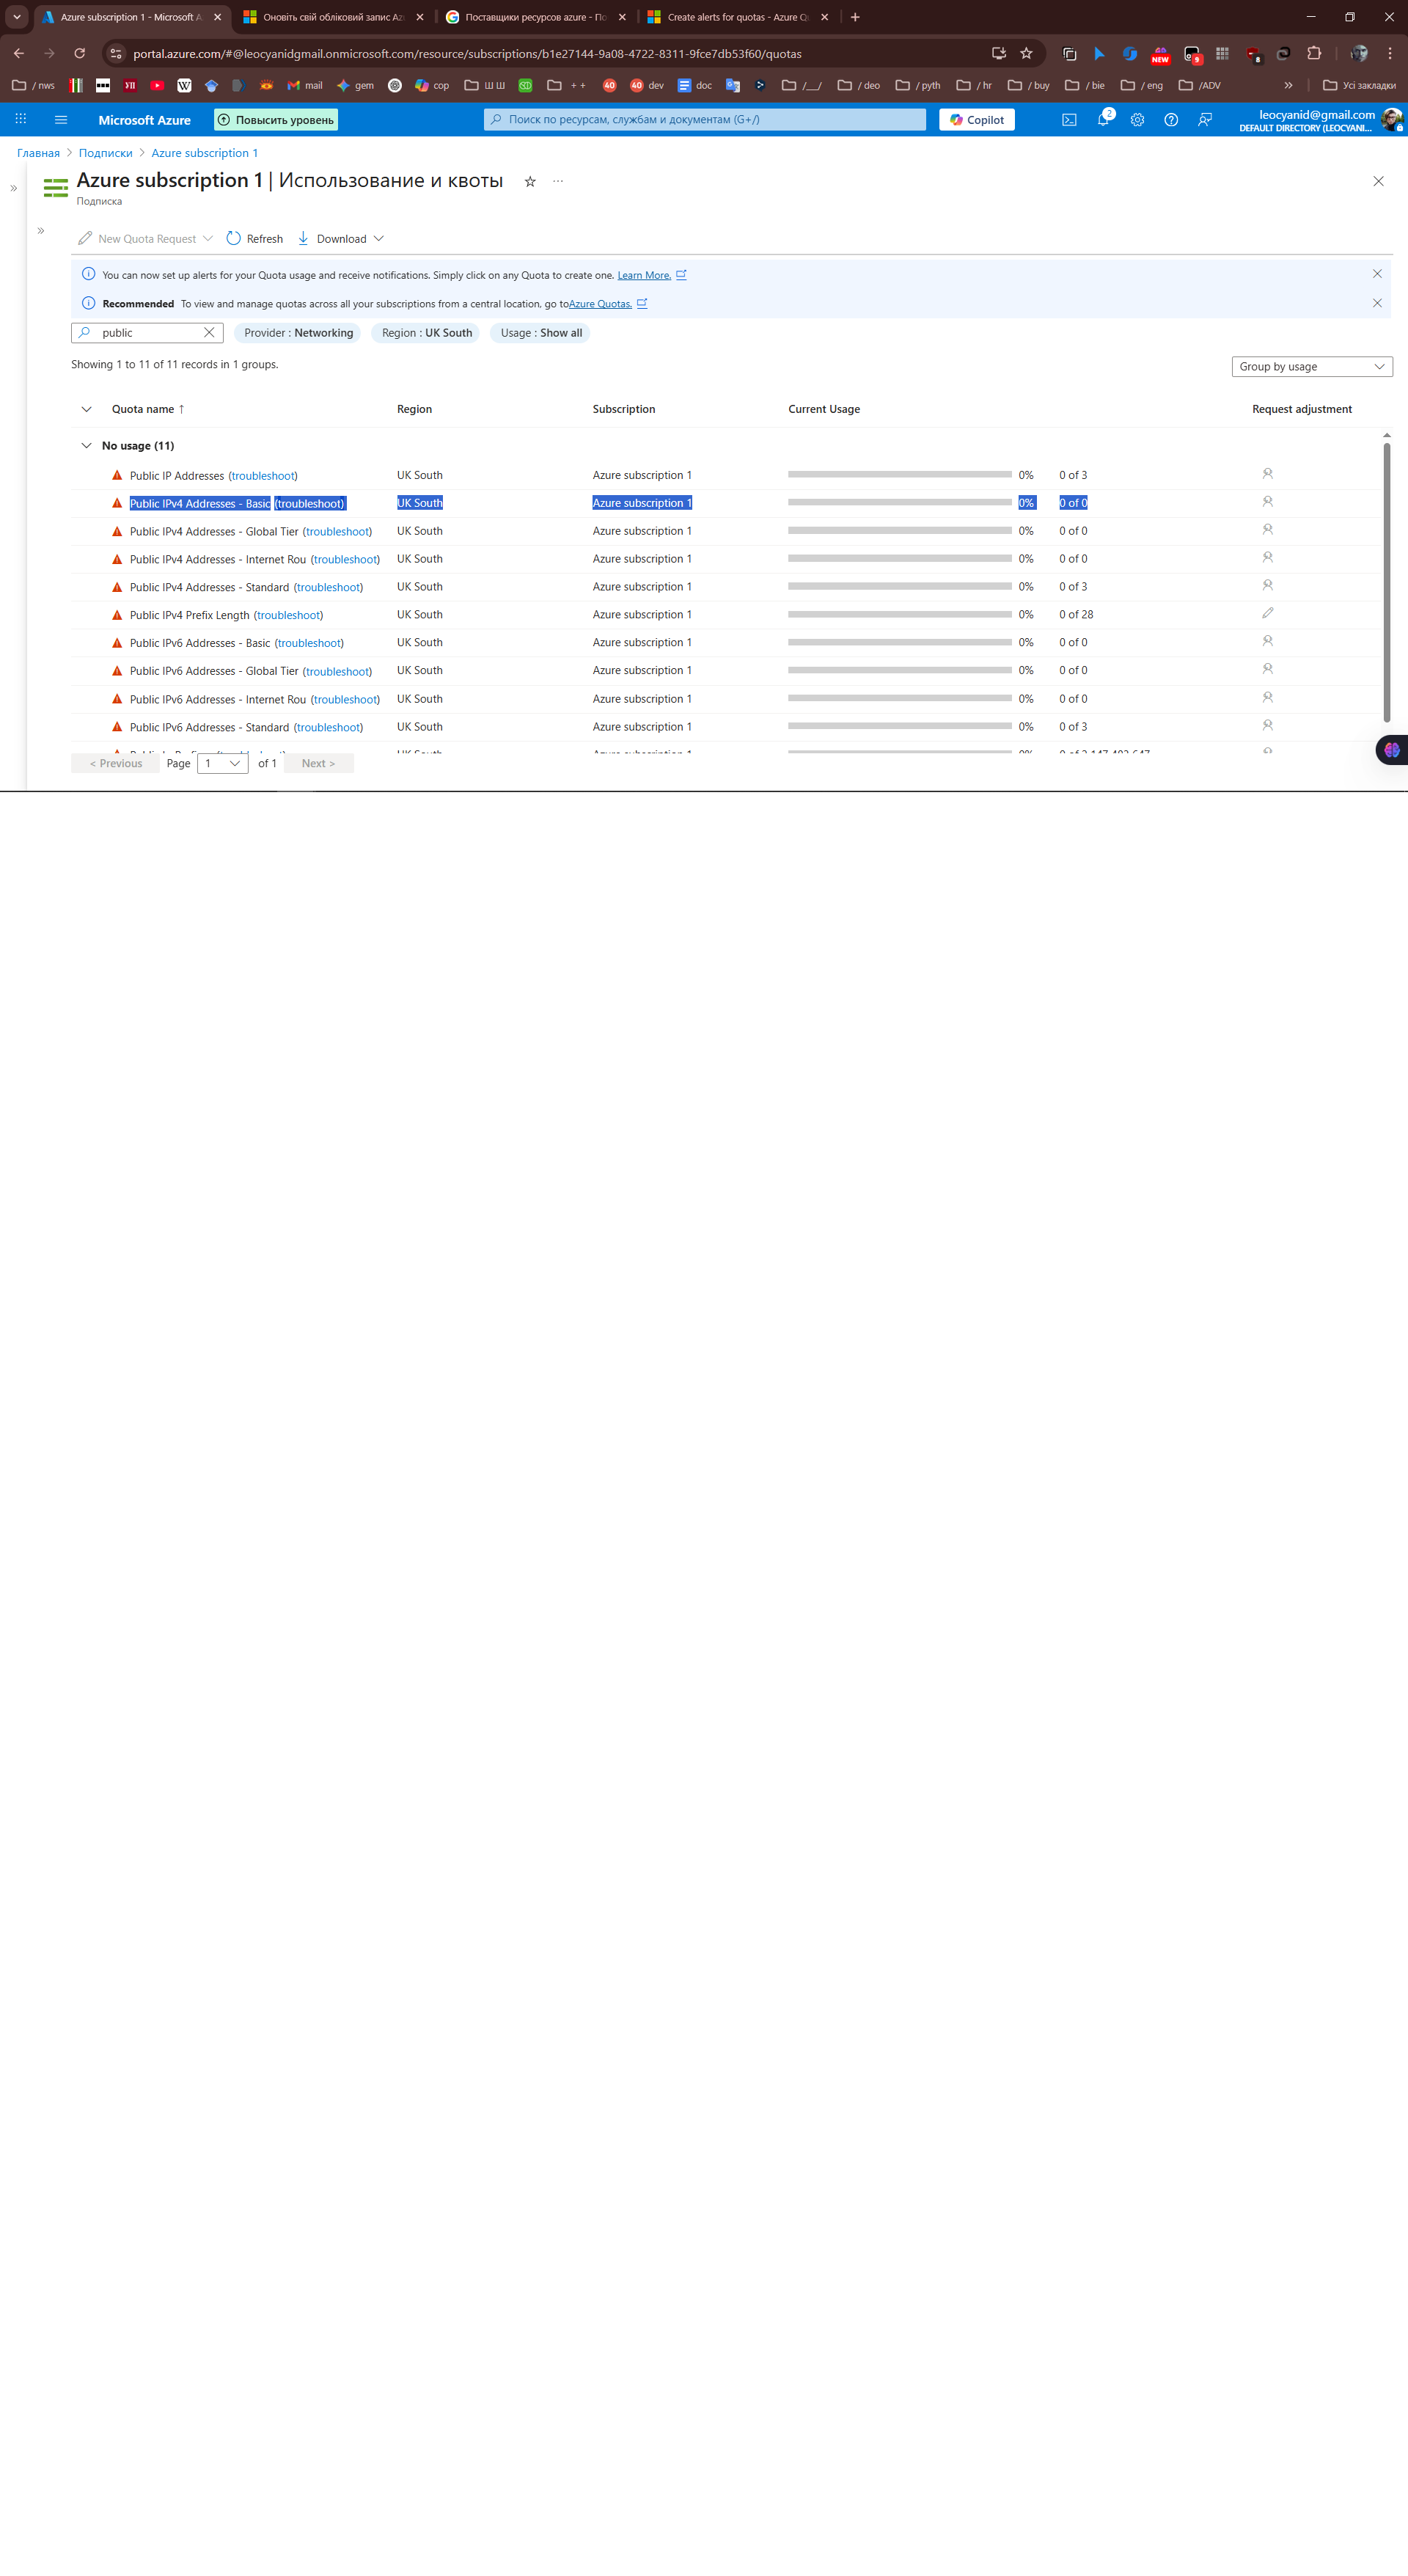 Azure subscription 1 - Microsoft A
Оновіть свій обліковий запис Az
Поставщики ресурсов azure - По
Create alerts for quotas - Azure Q
portal.azure.com/#@leocyanidgmail.onmicrosoft.com/resource/subscriptions/b1e27144-9a08-4722-8311-9fce7db53f60/quotas
NEW
9
8
/ nws
mail
gem
cop
Ш Ш
+ +
40
40 dev
doc
/__/
/ deo
/ pyth
/ hr
/ buy
/ bie
/ eng
/ADV
Усі закладки
Microsoft Azure
Повысить уровень
Поиск по ресурсам, службам и документам (G+/)
Copilot
2
leocyanid@gmail.com
DEFAULT DIRECTORY (LEOCYANI...
Главная > Подписки > Azure subscription 1
Azure subscription 1 | Использование и квоты
Подписка
New Quota Request
Refresh
Download
You can now set up alerts for your Quota usage and receive notifications. Simply click on any Quota to create one. Learn More.
Recommended To view and manage quotas across all your subscriptions from a central location, go toAzure Quotas.
public
Provider : Networking
Region : UK South
Usage : Show all
Showing 1 to 11 of 11 records in 1 groups.
Group by usage
Quota name ↑ Region Subscription Current Usage Request adjustment
No usage (11)
Public IP Addresses (troubleshoot) UK South Azure subscription 1 0% 0 of 3
Public IPv4 Addresses - Basic (troubleshoot) UK South Azure subscription 1 0% 0 of 0
Public IPv4 Addresses - Global Tier (troubleshoot) UK South Azure subscription 1 0% 0 of 0
Public IPv4 Addresses - Internet Rou (troubleshoot) UK South Azure subscription 1 0% 0 of 0
Public IPv4 Addresses - Standard (troubleshoot) UK South Azure subscription 1 0% 0 of 3
Public IPv4 Prefix Length (troubleshoot) UK South Azure subscription 1 0% 0 of 28
Public IPv6 Addresses - Basic (troubleshoot) UK South Azure subscription 1 0% 0 of 0
Public IPv6 Addresses - Global Tier (troubleshoot) UK South Azure subscription 1 0% 0 of 0
Public IPv6 Addresses - Internet Rou (troubleshoot) UK South Azure subscription 1 0% 0 of 0
Public IPv6 Addresses - Standard (troubleshoot) UK South Azure subscription 1 0% 0 of 3
< Previous Page 1 of 1 Next >